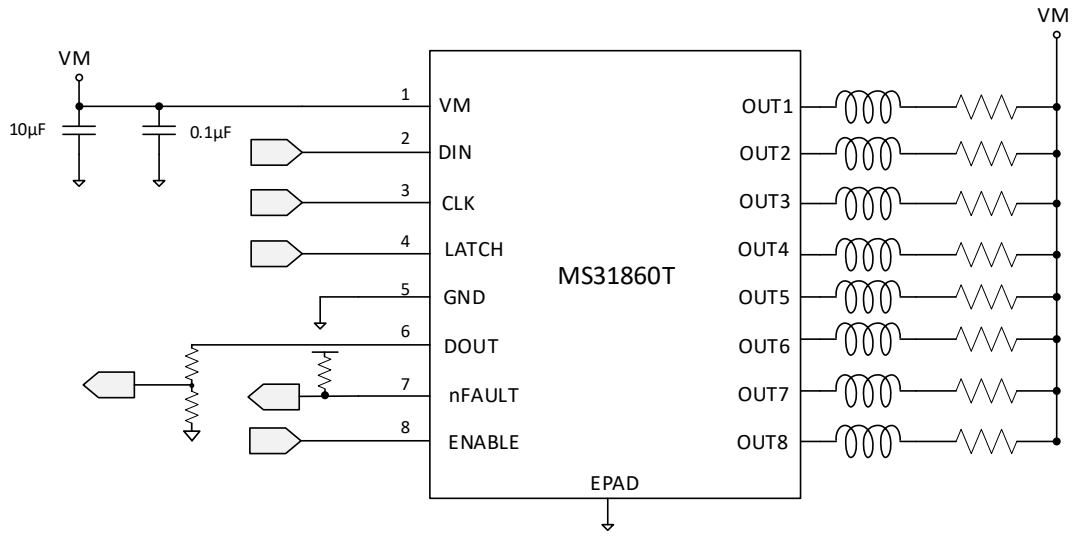 VM
VM
10μF
0.1μF
1
VM
2
DIN
3
CLK
4
LATCH
5
GND
6
DOUT
7
nFAULT
8
ENABLE
MS31860T
EPAD
OUT1
OUT2
OUT3
OUT4
OUT5
OUT6
OUT7
OUT8